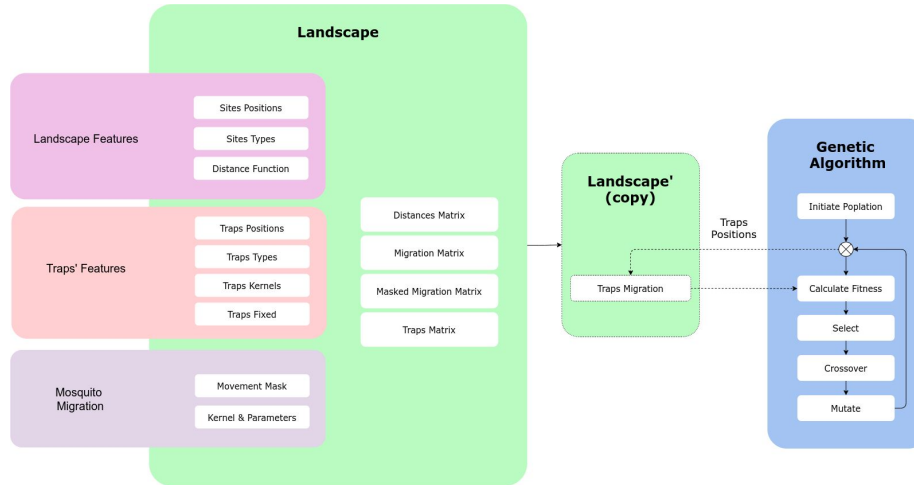 Landscape
Landscape Features
Sites Positions
Sites Types
Distance Function
Traps' Features
Traps Positions
Traps Types
Traps Kernels
Traps Fixed
Mosquito
Migration
Movement Mask
Kernel & Parameters
Distances Matrix
Migration Matrix
Masked Migration Matrix
Traps Matrix
Landscape'
(copy)
Traps Migration
Traps
Positions
Genetic
Algorithm
Initiate Poplation
Calculate Fitness
Select
Crossover
Mutate